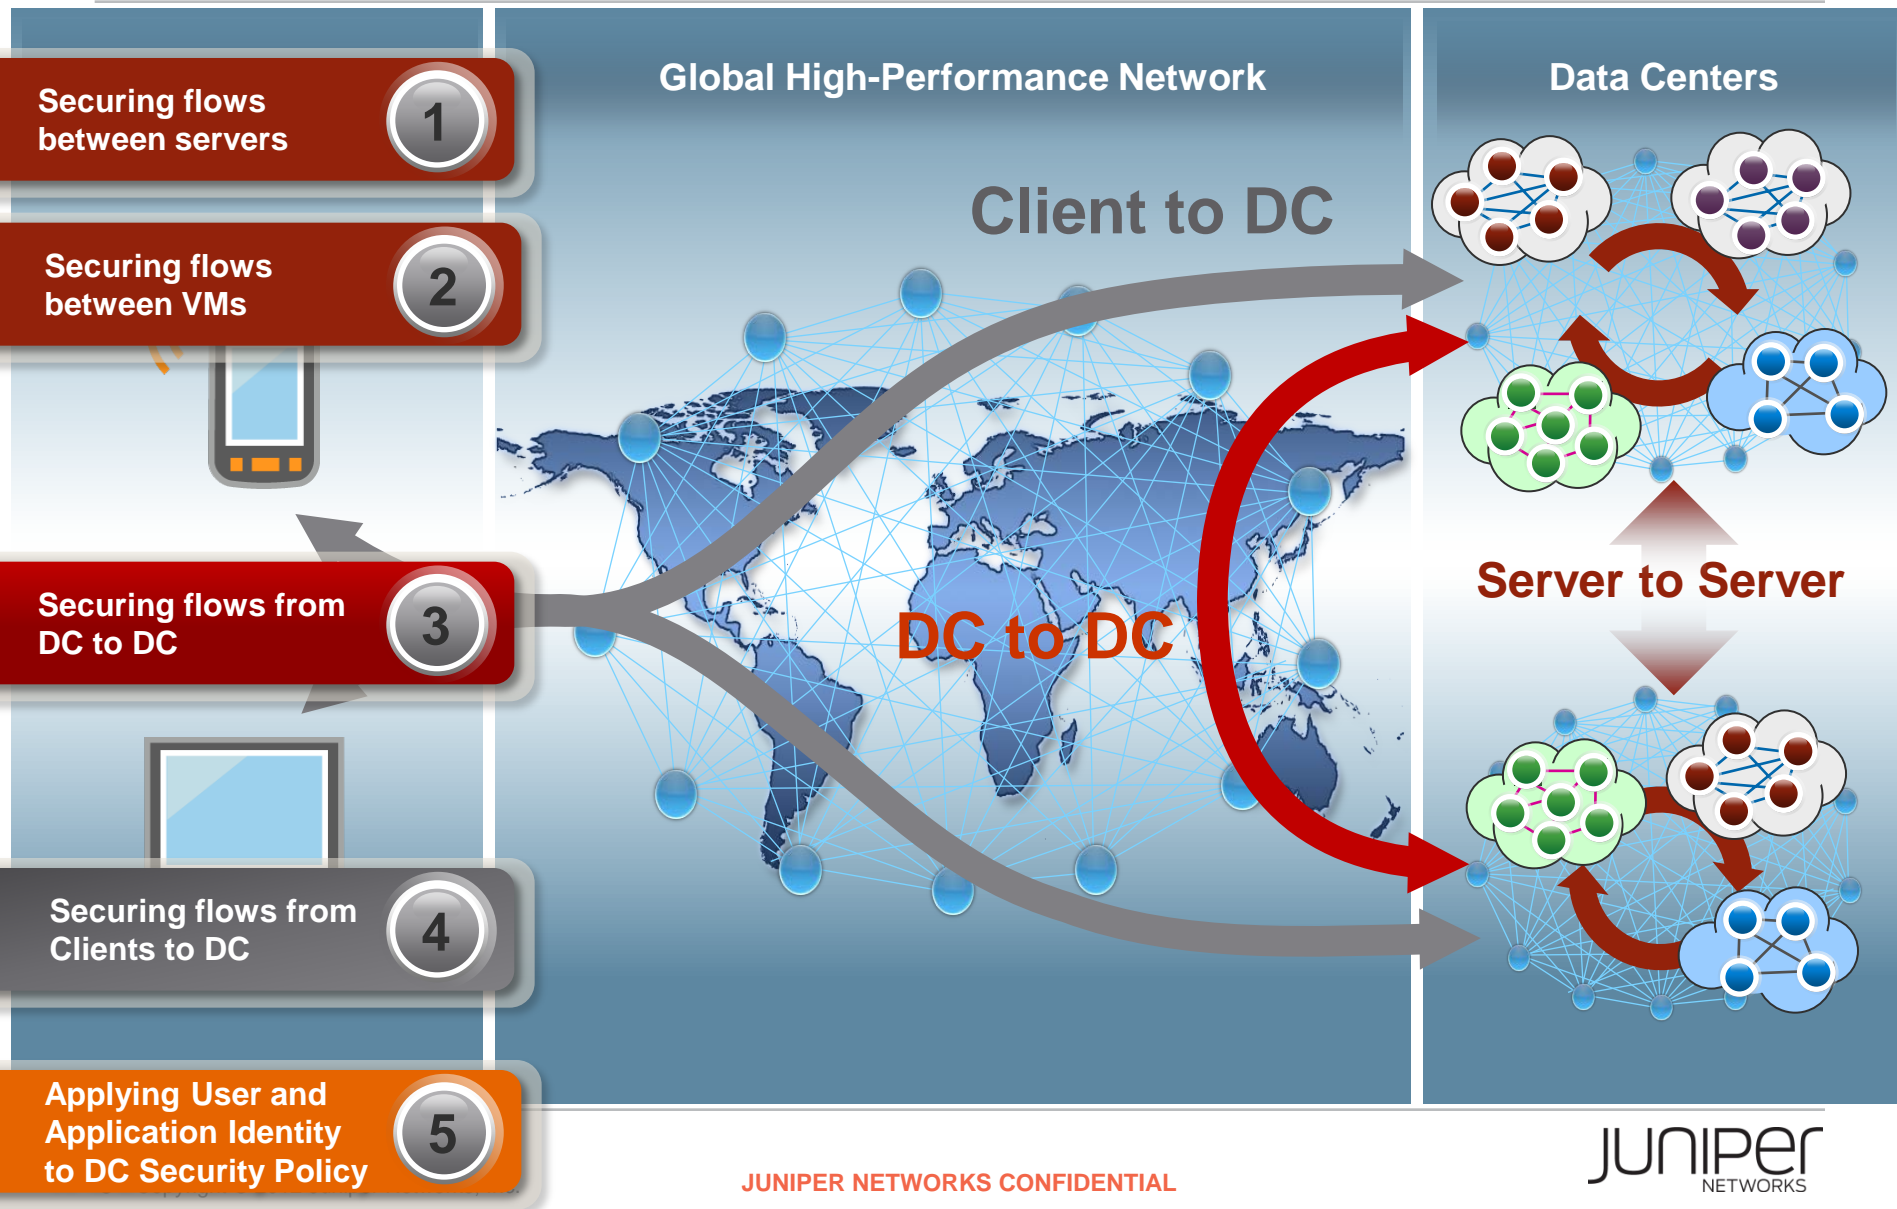 Securing flows
between servers
1
Securing flows
between VMs
2
Securing flows from
DC to DC
3
Securing flows from
Clients to DC
4
Applying User and
Application Identity
to DC Security Policy
5
Global High-Performance Network
Client to DC
DC to DC
Data Centers
Server to Server
JUNIPER NETWORKS CONFIDENTIAL
JUNIPER
NETWORKS